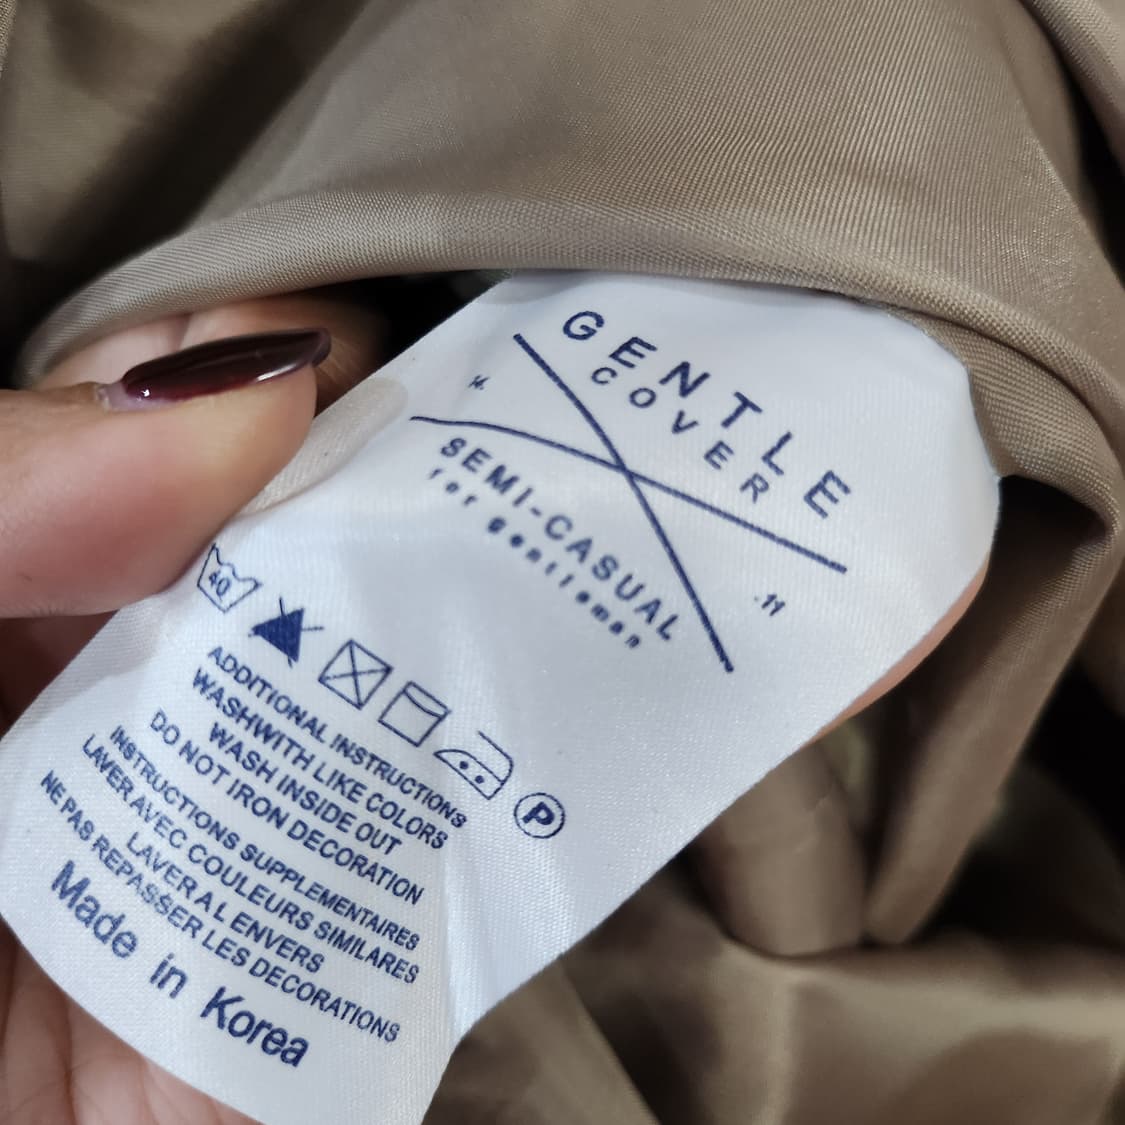 GENTLE
COVER
M.
SEMI-CASUAL
for gentleman
.11
40
P
ADDITIONAL INSTRUCTIONS
WASHWITH LIKE COLORS
WASH INSIDE OUT
DO NOT IRON DECORATION
INSTRUCTIONS SUPPLEMENTAIRES
LAVER AVEC COULEURS SIMILARES
LAVER A L ENVERS
NE PAS REPASSER LES DECORATIONS
Made in Korea